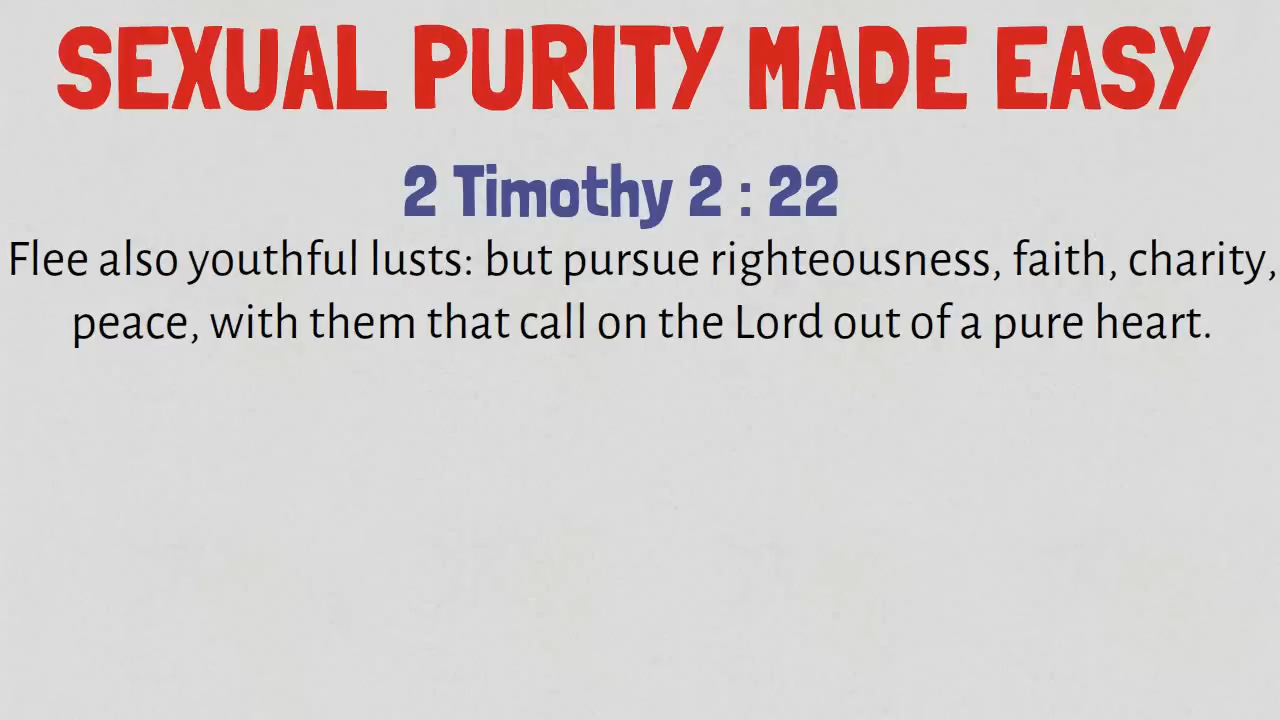 SEXUAL PURITY MADE EASY
2 Timothy 2 : 22
Flee also youthful lusts: but pursue righteousness, faith, charity,
peace, with them that call on the Lord out of a pure heart.